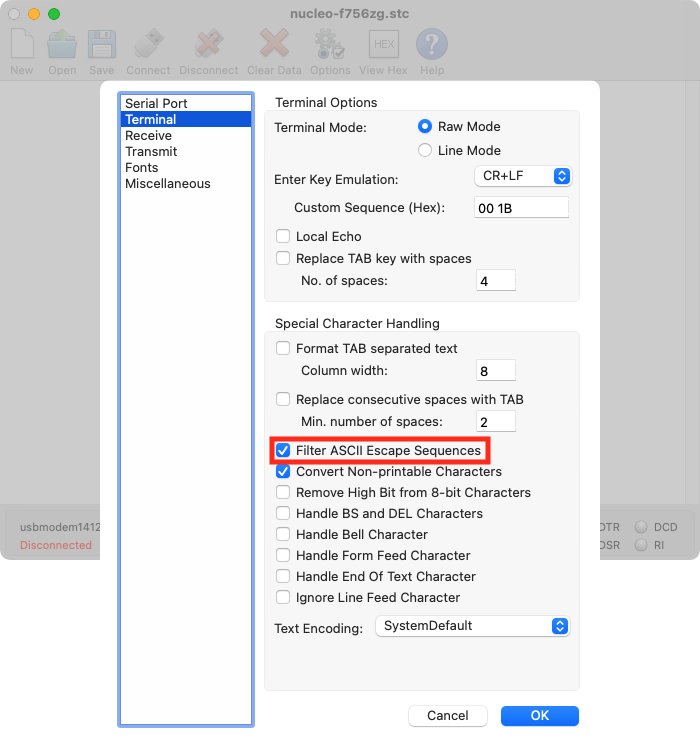 nucleo-f756zg.stc
New Open Save Connect Disconnect Clear Data Options View Hex Help
HEX
?
Serial Port
Terminal
Receive
Transmit
Fonts
Miscellaneous
Terminal Options
Terminal Mode: Raw Mode
Line Mode
Enter Key Emulation: CR+LF
Custom Sequence (Hex): 00 1B
Local Echo
Replace TAB key with spaces
No. of spaces: 4
Special Character Handling
Format TAB separated text
Column width: 8
Replace consecutive spaces with TAB
Min. number of spaces: 2
Filter ASCII Escape Sequences
Convert Non-printable Characters
Remove High Bit from 8-bit Characters
Handle BS and DEL Characters
Handle Bell Character
Handle Form Feed Character
Handle End Of Text Character
Ignore Line Feed Character
Text Encoding: SystemDefault
Cancel OK
usbmodem1412
Disconnected
DTR DCD
DSR RI